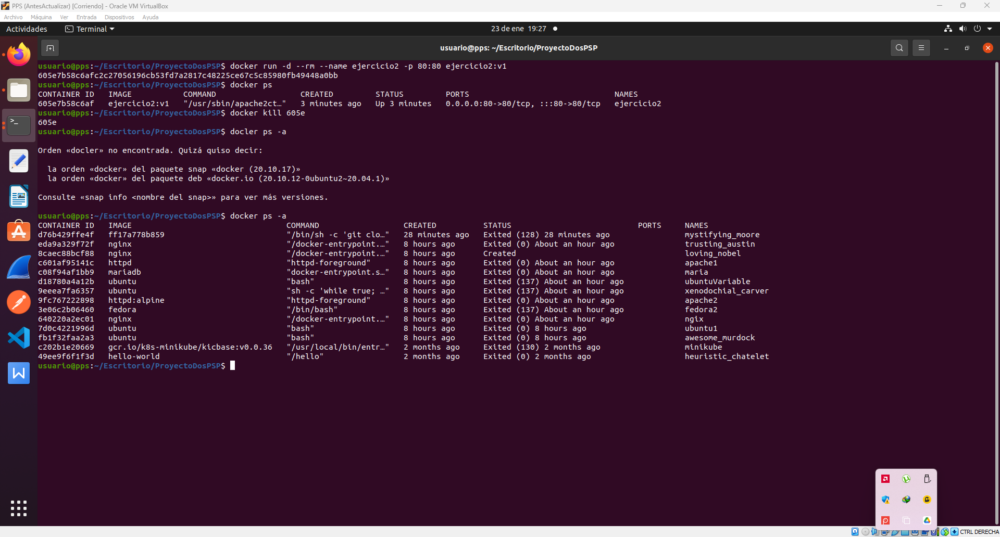 PPS (AntesActualizar) [Corriendo] - Oracle VM VirtualBox
Archivo Máquina Ver Entrada Dispositivos Ayuda
Actividades Terminal 23 de ene 19:27
usuario@pps: ~/Escritorio/ProyectoDosPSP
usuario@pps:~/Escritorio/ProyectoDosPSP$ docker run -d --rm --name ejercicio2 -p 80:80 ejercicio2:v1
605e7b58c6afc2c27056196cb53fd7a2817c48225ce67c5c85980fb49448a0bb
usuario@pps:~/Escritorio/ProyectoDosPSP$ docker ps
CONTAINER ID IMAGE COMMAND CREATED STATUS PORTS NAMES
605e7b58c6af ejercicio2:v1 "/usr/sbin/apache2ct…" 3 minutes ago Up 3 minutes 0.0.0.0:80->80/tcp, :::80->80/tcp ejercicio2
usuario@pps:~/Escritorio/ProyectoDosPSP$ docker kill 605e
605e
usuario@pps:~/Escritorio/ProyectoDosPSP$ docler ps -a
Orden «docler» no encontrada. Quizá quiso decir:
la orden «docker» del paquete snap «docker (20.10.17)»
la orden «docker» del paquete deb «docker.io (20.10.12-0ubuntu2~20.04.1)»
Consulte «snap info <nombre del snap>» para ver más versiones.
usuario@pps:~/Escritorio/ProyectoDosPSP$ docker ps -a
CONTAINER ID IMAGE COMMAND CREATED STATUS PORTS NAMES
d76b429ffe4f ff17a778b859 "/bin/sh -c 'git clo…" 28 minutes ago Exited (128) 28 minutes ago mystifying_moore
eda9a329f72f nginx "/docker-entrypoint.…" 8 hours ago Exited (0) About an hour ago trusting_austin
8caec88bcf88 nginx "/docker-entrypoint.…" 8 hours ago Created loving_nobel
c601af95141c httpd "httpd-foreground" 8 hours ago Exited (0) About an hour ago apache1
c08f94af1bb9 mariadb "docker-entrypoint.s…" 8 hours ago Exited (0) About an hour ago maria
d18780a4a12b ubuntu "bash" 8 hours ago Exited (137) About an hour ago ubuntuVariable
9eeea7fa6357 ubuntu "sh -c 'while true; …" 8 hours ago Exited (137) About an hour ago xenodochial_carver
9fc767222898 httpd:alpine "httpd-foreground" 8 hours ago Exited (0) About an hour ago apache2
3e06c2b06460 fedora "/bin/bash" 8 hours ago Exited (137) About an hour ago fedora2
640220a2ec01 nginx "/docker-entrypoint.…" 8 hours ago Exited (0) About an hour ago ngix
7d0c4221996d ubuntu "bash" 8 hours ago Exited (0) 8 hours ago ubuntu1
fb1f32faa2a3 ubuntu "bash" 8 hours ago Exited (0) 8 hours ago awesome_murdock
c202b1e20669 gcr.io/k8s-minikube/kicbase:v0.0.36 "/usr/local/bin/entr…" 2 months ago Exited (130) 2 months ago minikube
49ee9f6f1f3d hello-world "/hello" 2 months ago Exited (0) 2 months ago heuristic_chatelet
usuario@pps:~/Escritorio/ProyectoDosPSP$
CTRL DERECHA